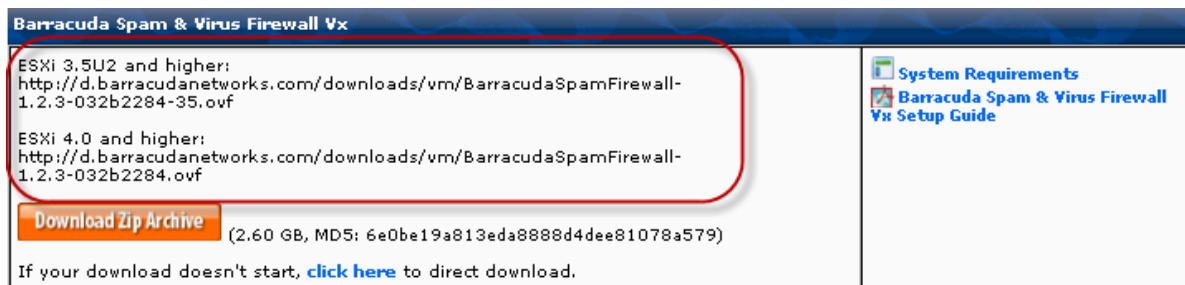 Barracuda Spam & Virus Firewall Vx
ESXi 3.5U2 and higher:
http://d.barracudanetworks.com/downloads/vm/BarracudaSpamFirewall-
1.2.3-032b2284-35.ovf
ESXi 4.0 and higher:
http://d.barracudanetworks.com/downloads/vm/BarracudaSpamFirewall-
1.2.3-032b2284.ovf
Download Zip Archive (2.60 GB, MD5: 6e0be19a813eda8888d4dee81078a579)
If your download doesn't start, click here to direct download.
System Requirements
Barracuda Spam & Virus Firewall
Vx Setup Guide